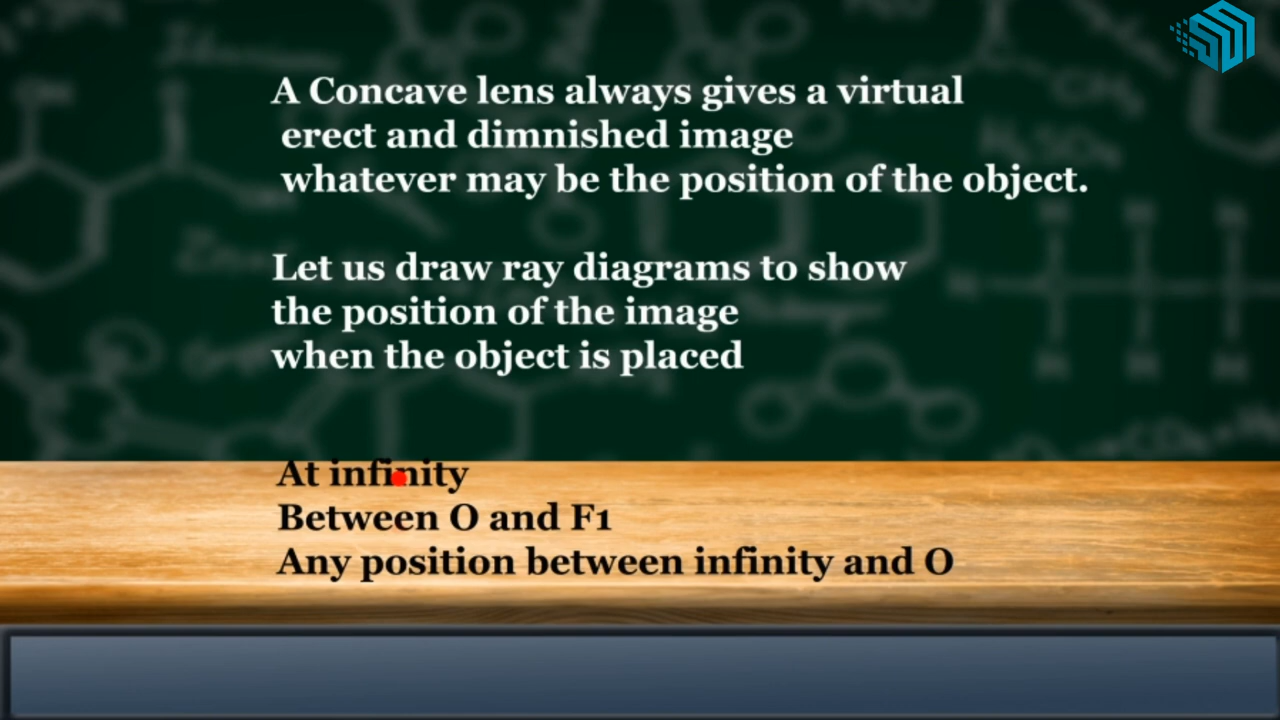 A Concave lens always gives a virtual
erect and dimnished image
whatever may be the position of the object.
Let us draw ray diagrams to show
the position of the image
when the object is placed
At infinity
Between O and F1
Any position between infinity and O